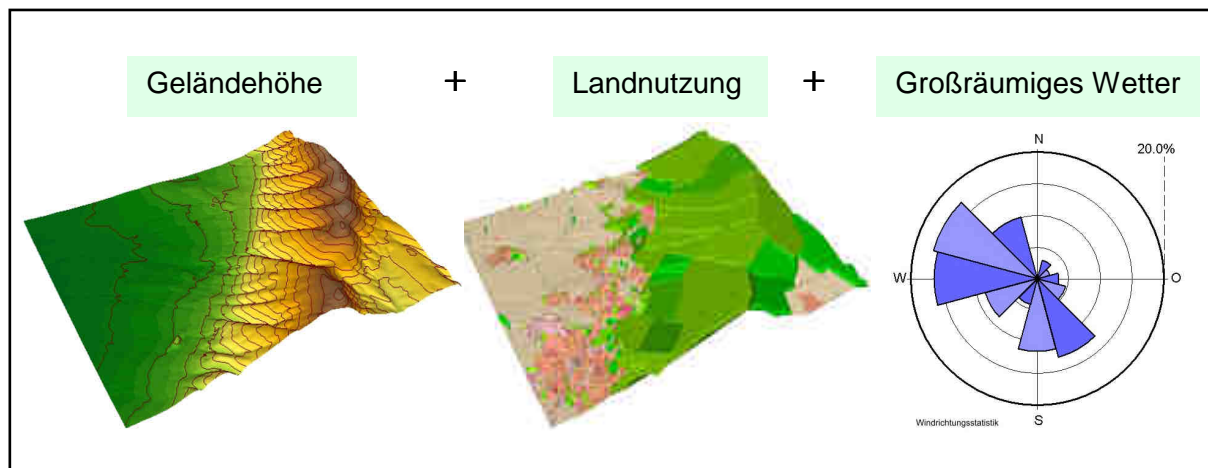 Geländehöhe + Landnutzung + Großräumiges Wetter
N
20.0%
W
O
S
Windrichtungsstatistik